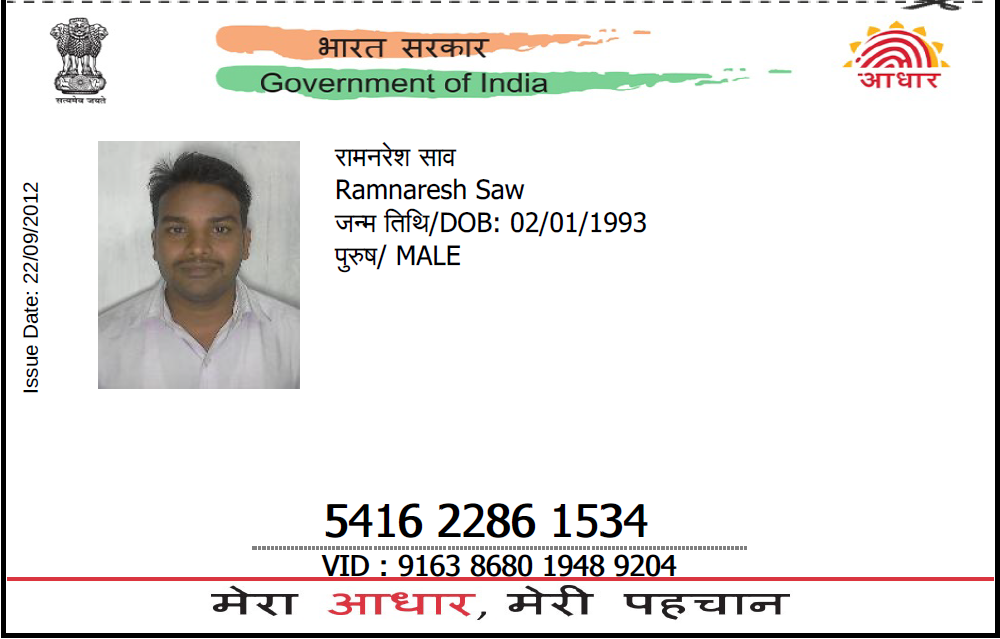 भारत सरकार
Government of India
सत्यमेव जयते
आधार
Issue Date: 22/09/2012
रामनरेश साव
Ramnaresh Saw
जन्म तिथि/DOB: 02/01/1993
पुरुष/ MALE
5416 2286 1534
VID : 9163 8680 1948 9204
मेरा आधार, मेरी पहचान